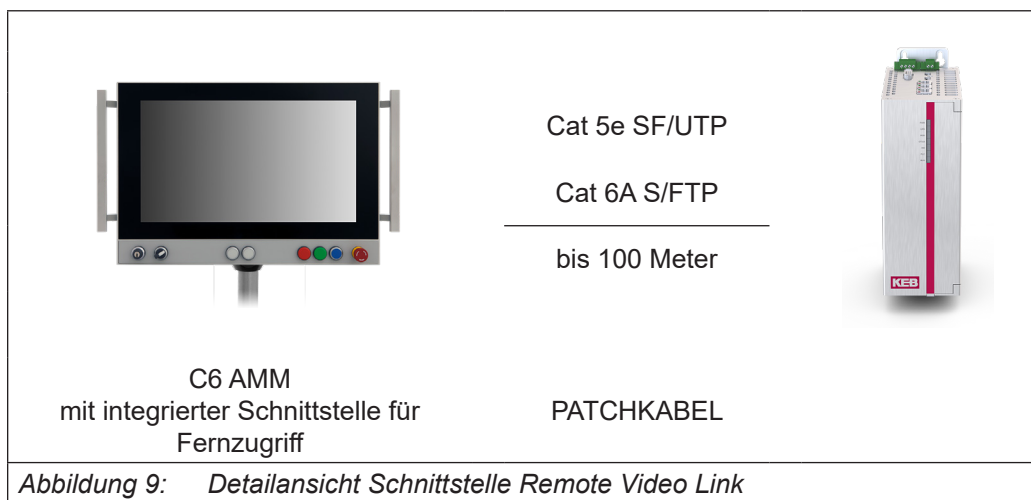 Cat 5e SF/UTP
Cat 6A S/FTP
bis 100 Meter
KEB
C6 AMM
mit integrierter Schnittstelle für
Fernzugriff
PATCHKABEL
Abbildung 9: Detailansicht Schnittstelle Remote Video Link